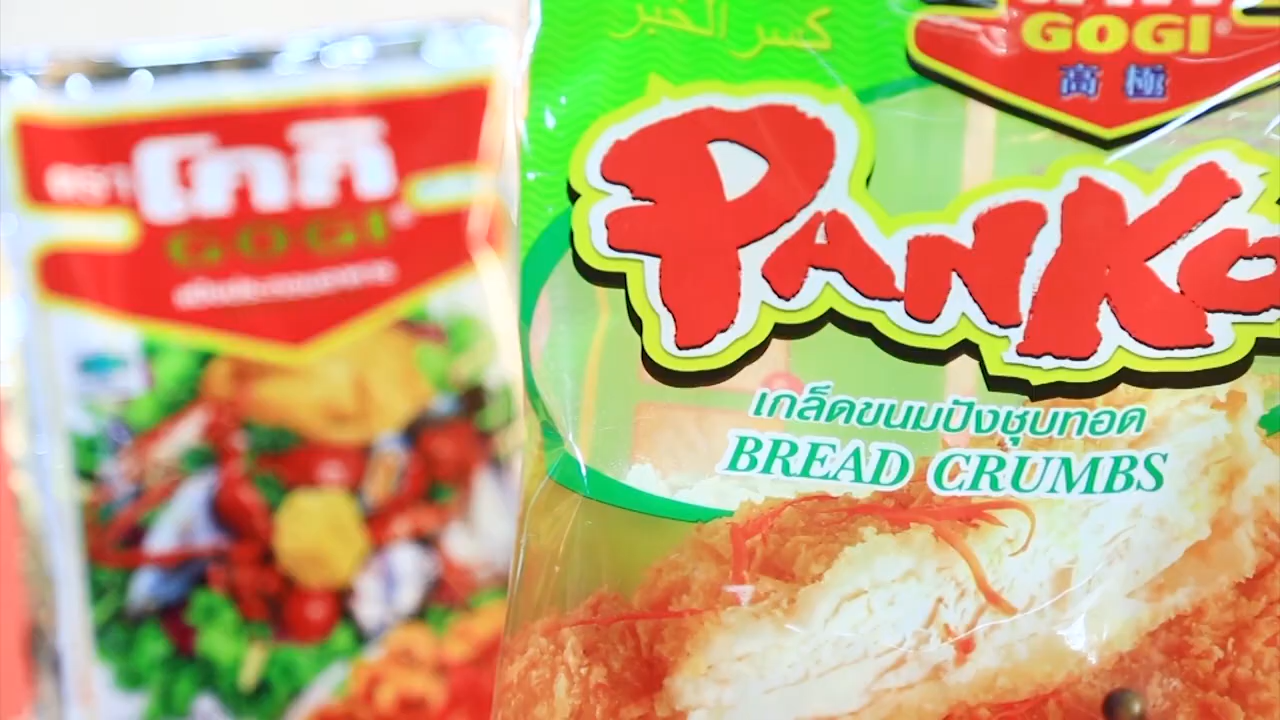 ตรา โกกิ
GOGI
كسر الخبز
GOGI®
高極
PANKO
เกล็ดขนมปังชุบทอด
BREAD CRUMBS